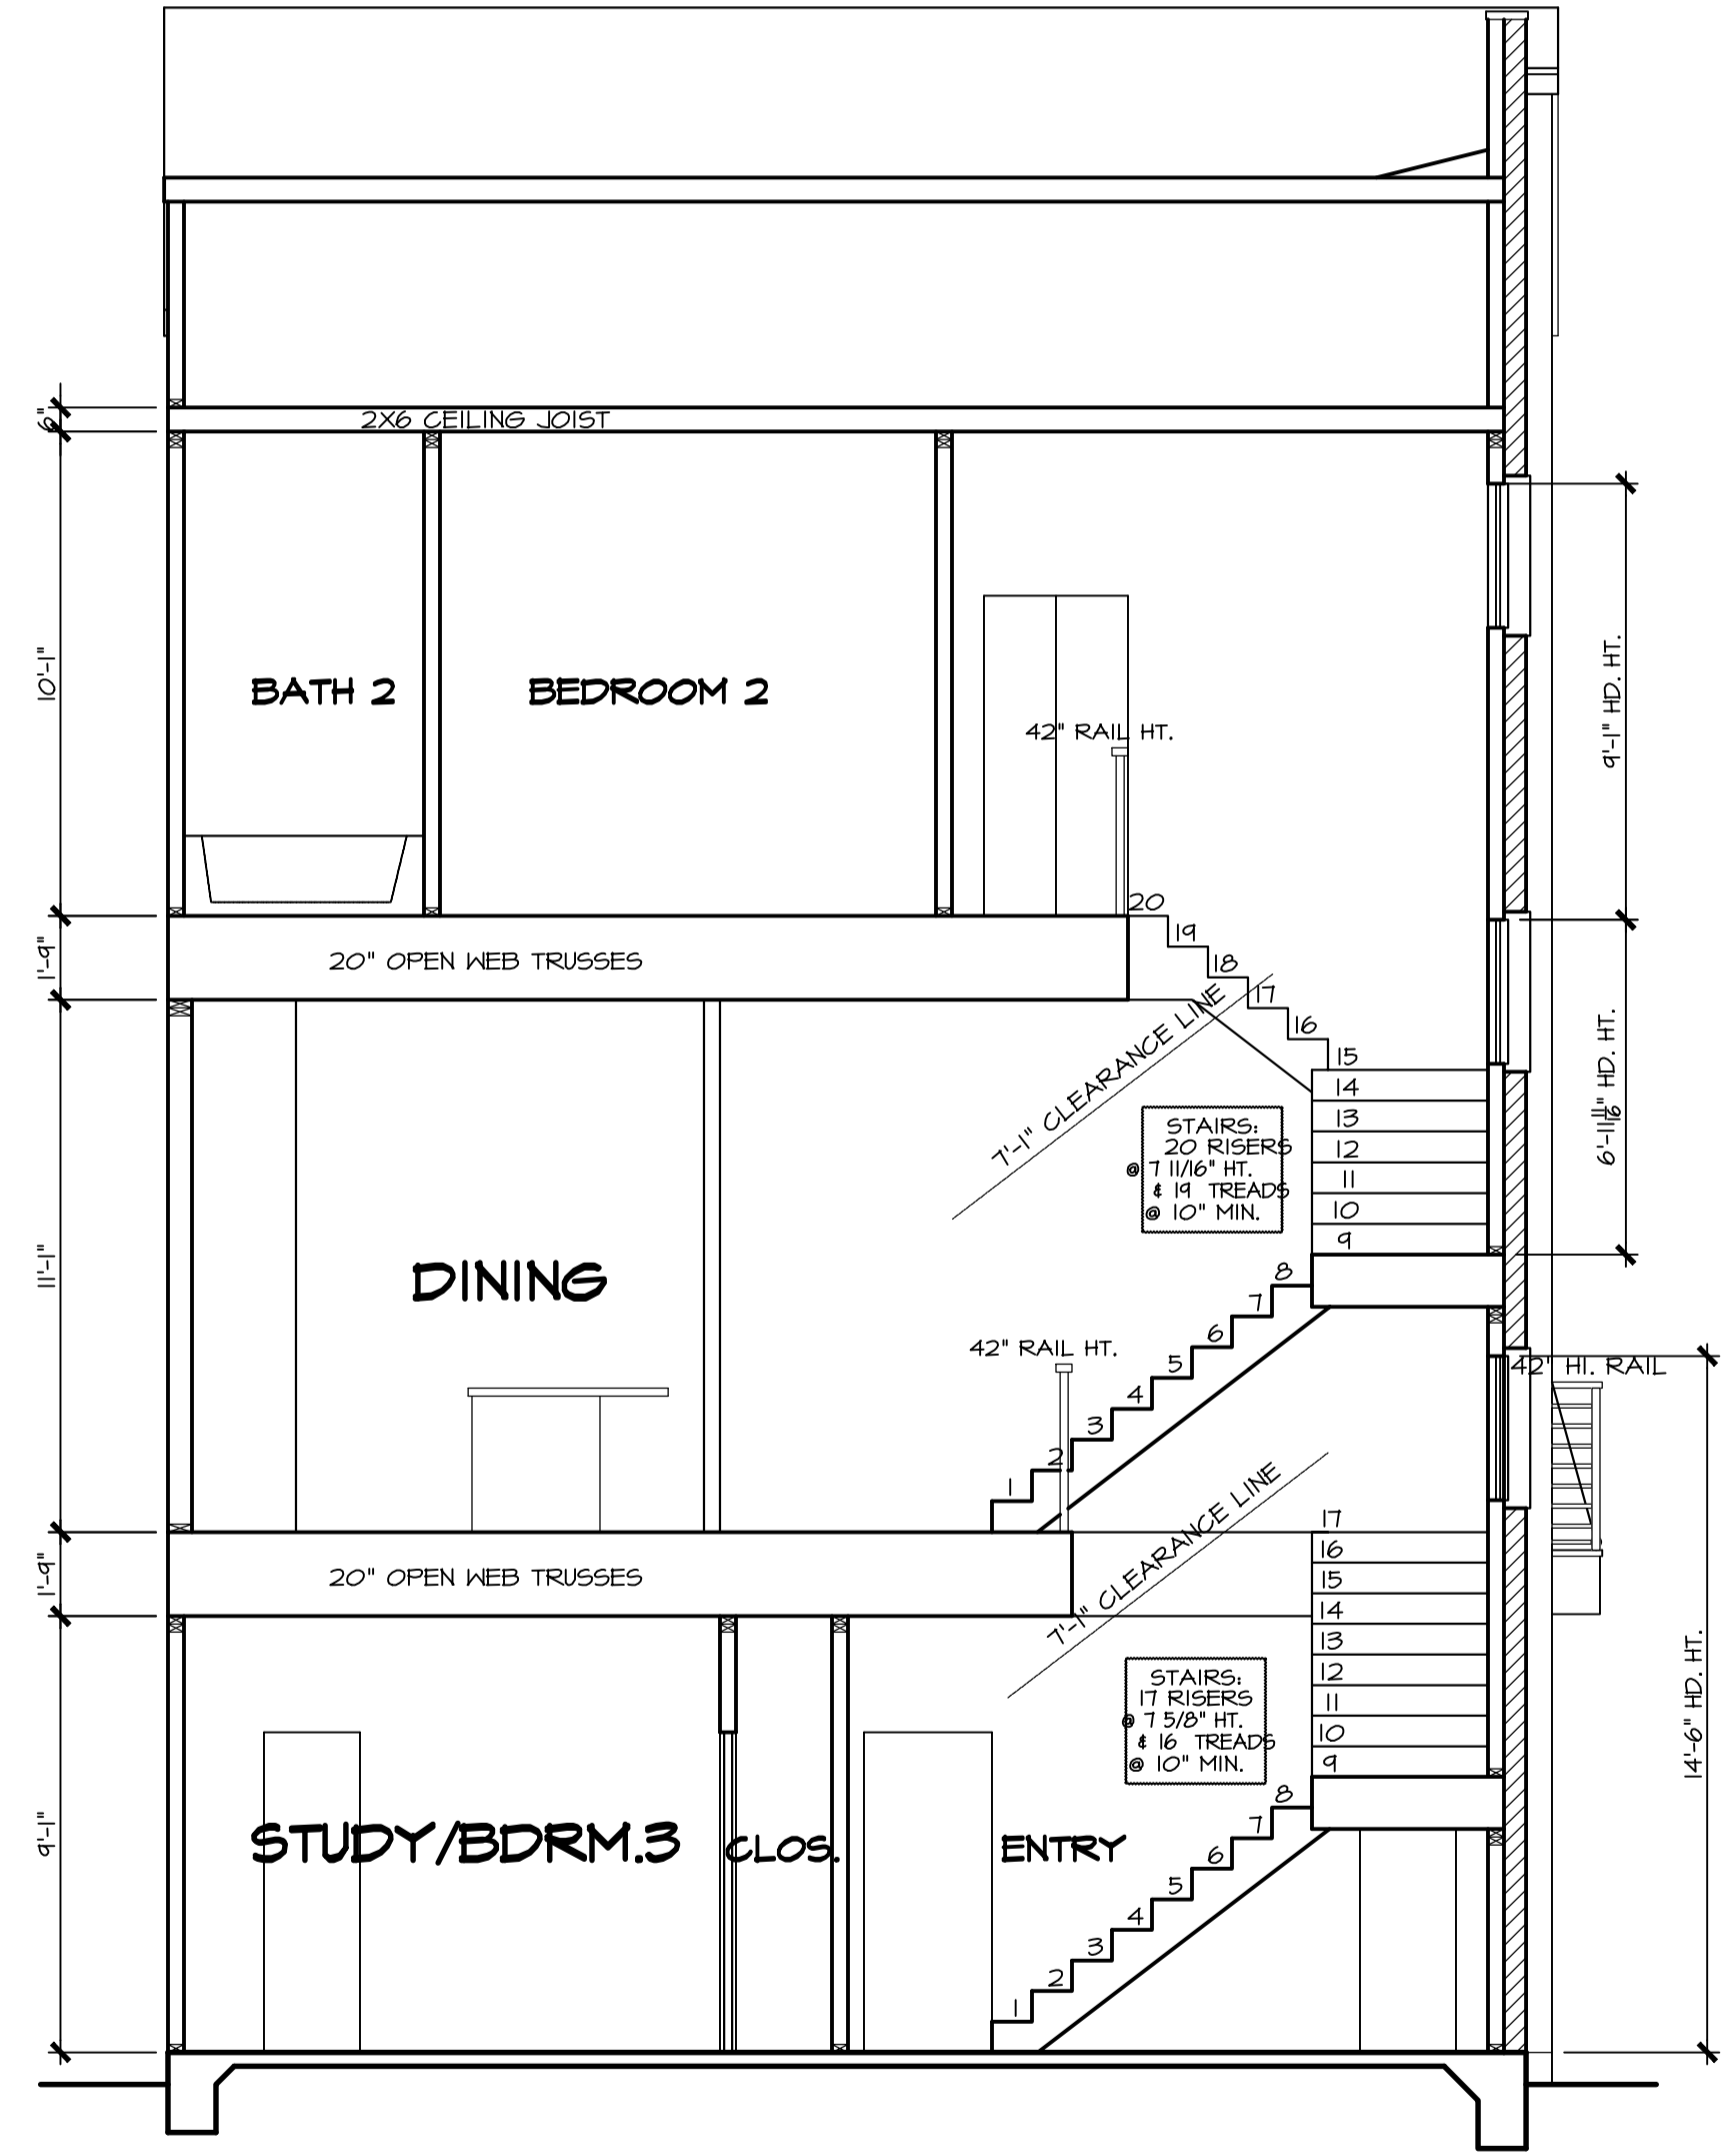 6"
2X6 CEILING JOIST
10'-1"
BATH 2
BEDROOM 2
42" RAIL HT.
9'-1" HD. HT.
20
19
18
17
16
15
14
13
12
11
10
9
1'-9"
20" OPEN WEB TRUSSES
7'-1" CLEARANCE LINE
STAIRS:
20 RISERS
@ 7 11/16" HT.
& 19 TREADS
@ 10" MIN.
6'-11 11/16" HD. HT.
11'-1"
DINING
42" RAIL HT.
8
7
6
5
4
3
2
1
42' HI. RAIL
1'-9"
20" OPEN WEB TRUSSES
7'-1" CLEARANCE LINE
17
16
15
14
13
12
11
10
9
STAIRS:
17 RISERS
@ 7 5/8" HT.
& 16 TREADS
@ 10" MIN.
14'-6" HD. HT.
9'-1"
STUDY/BDRM.3
CLOS.
ENTRY
8
7
6
5
4
3
2
1